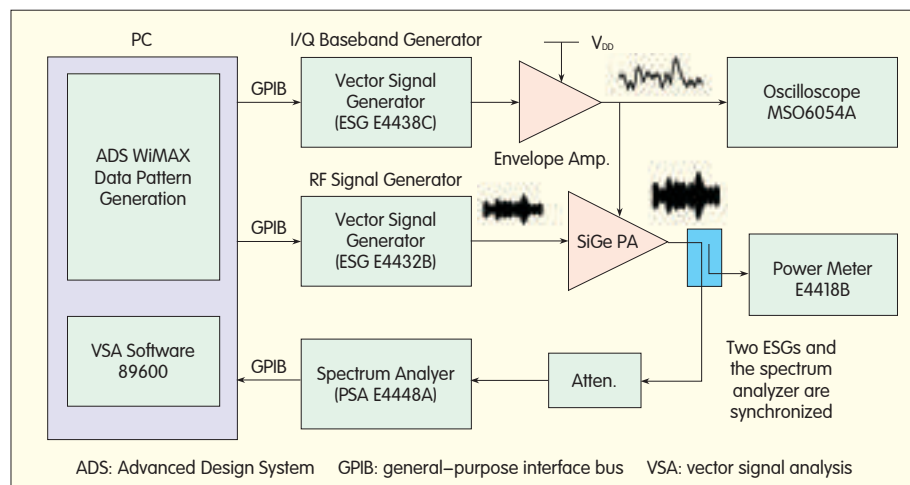 PC
I/Q Baseband Generator
V_DD
GPIB
Vector Signal
Generator
(ESG E4438C)
Oscilloscope
MSO6054A
ADS WiMAX
Data Pattern
Generation
Envelope Amp.
RF Signal Generator
GPIB
Vector Signal
Generator
(ESG E4432B)
SiGe PA
Power Meter
E4418B
VSA Software
89600
GPIB
Spectrum Analyer
(PSA E4448A)
Atten.
Two ESGs and
the spectrum
analyzer are
synchronized
ADS: Advanced Design System GPIB: general-purpose interface bus VSA: vector signal analysis